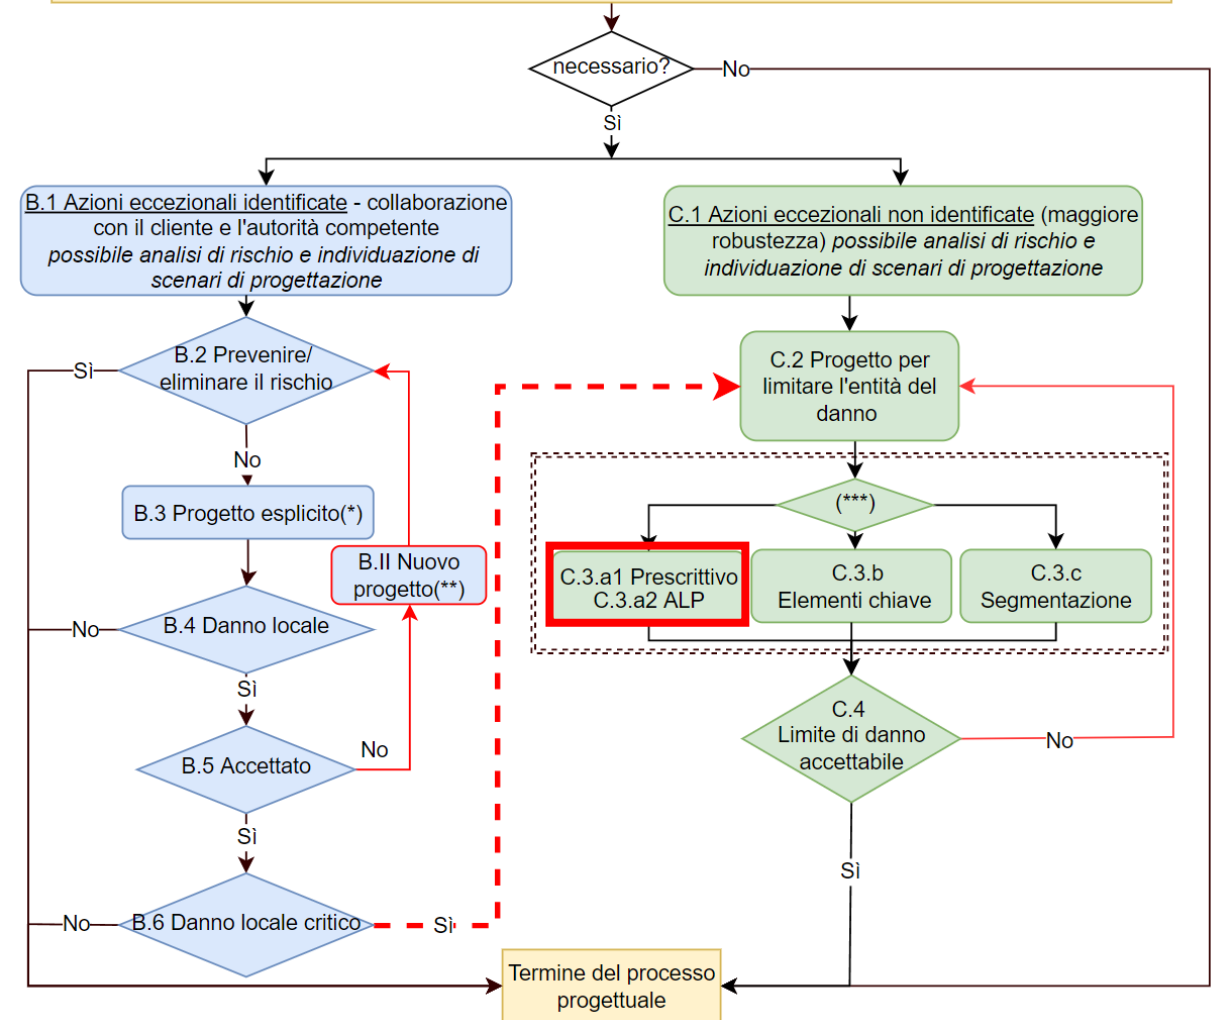 necessario?
No
Sì
B.1 Azioni eccezionali identificate - collaborazione
con il cliente e l'autorità competente
possibile analisi di rischio e individuazione di
scenari di progettazione
C.1 Azioni eccezionali non identificate (maggiore
robustezza) possibile analisi di rischio e
individuazione di scenari di progettazione
B.2 Prevenire/
eliminare il rischio
Sì
No
B.3 Progetto esplicito(*)
B.II Nuovo
progetto(**)
B.4 Danno locale
No
Sì
B.5 Accettato
No
Sì
B.6 Danno locale critico
No
Sì
C.2 Progetto per
limitare l'entità del
danno
(***)
C.3.a1 Prescrittivo
C.3.a2 ALP
C.3.b
Elementi chiave
C.3.c
Segmentazione
C.4
Limite di danno
accettabile
No
Sì
Termine del processo
progettuale